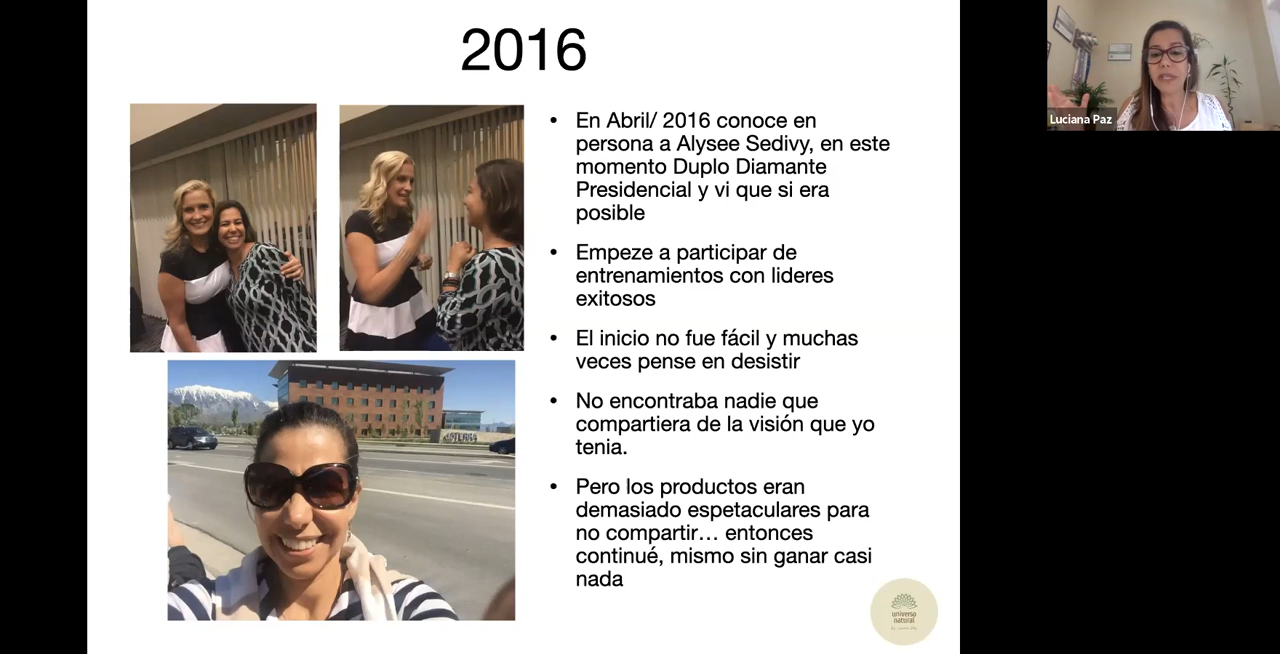 2016
• En Abril/ 2016 conoce en
persona a Alysee Sedivy, en este
momento Duplo Diamante
Presidencial y vi que si era
posible
• Empeze a participar de
entrenamientos con lideres
exitosos
• El inicio no fue fácil y muchas
veces pense en desistir
• No encontraba nadie que
compartiera de la visión que yo
tenia.
• Pero los productos eran
demasiado espetaculares para
no compartir… entonces
continué, mismo sin ganar casi
nada
universo
natural
Luciana Paz